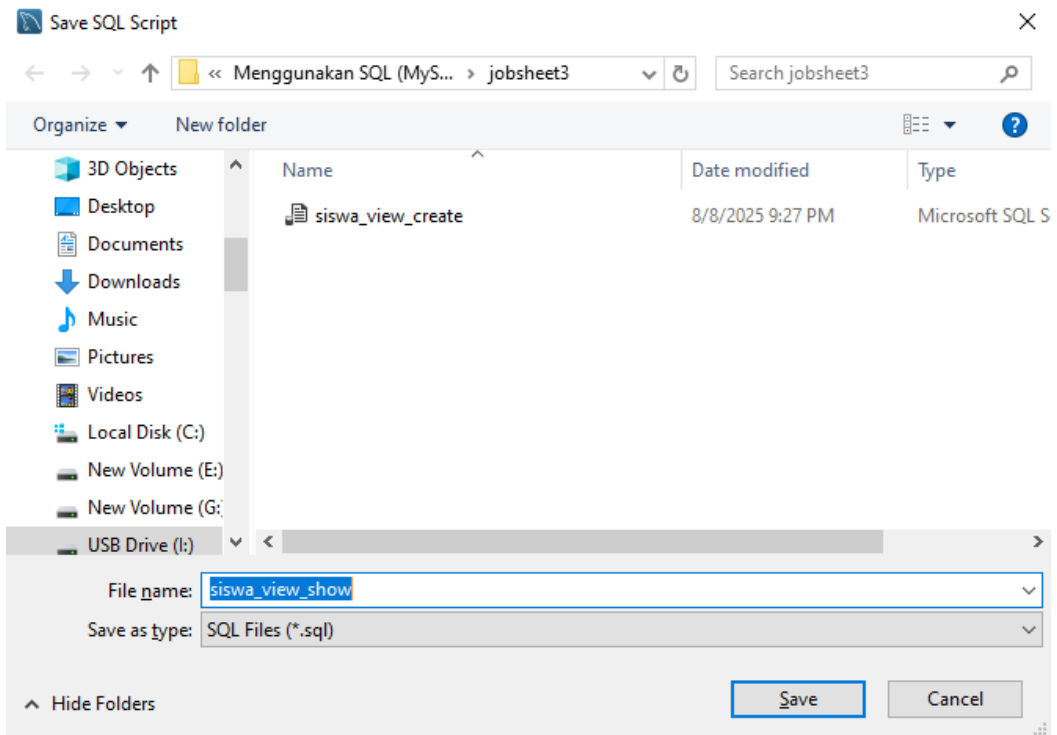 Save SQL Script
« Menggunakan SQL (MyS... › jobsheet3
Search jobsheet3
Organize
New folder
3D Objects
Desktop
Documents
Downloads
Music
Pictures
Videos
Local Disk (C:)
New Volume (E:)
New Volume (G:
USB Drive (I:)
Name
Date modified
Type
siswa_view_create
8/8/2025 9:27 PM
Microsoft SQL S
File name:
siswa_view_show
Save as type:
SQL Files (*.sql)
Hide Folders
Save
Cancel